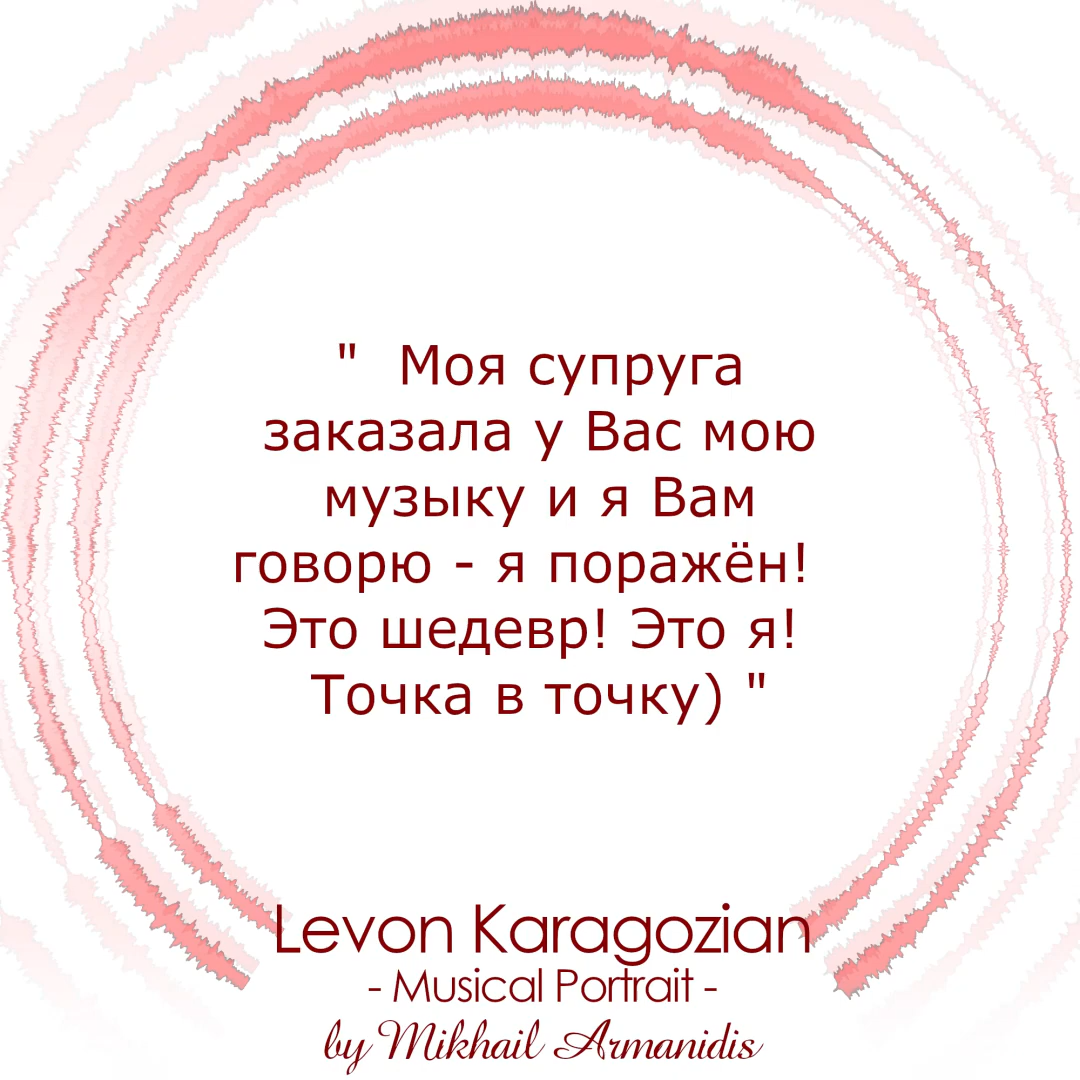 "  Моя супруга
заказала у Вас мою
музыку и я Вам
говорю - я поражён!
Это шедевр! Это я!
Точка в точку) "
Levon Karagozian
- Musical Portrait -
by Mikhail Armanidis